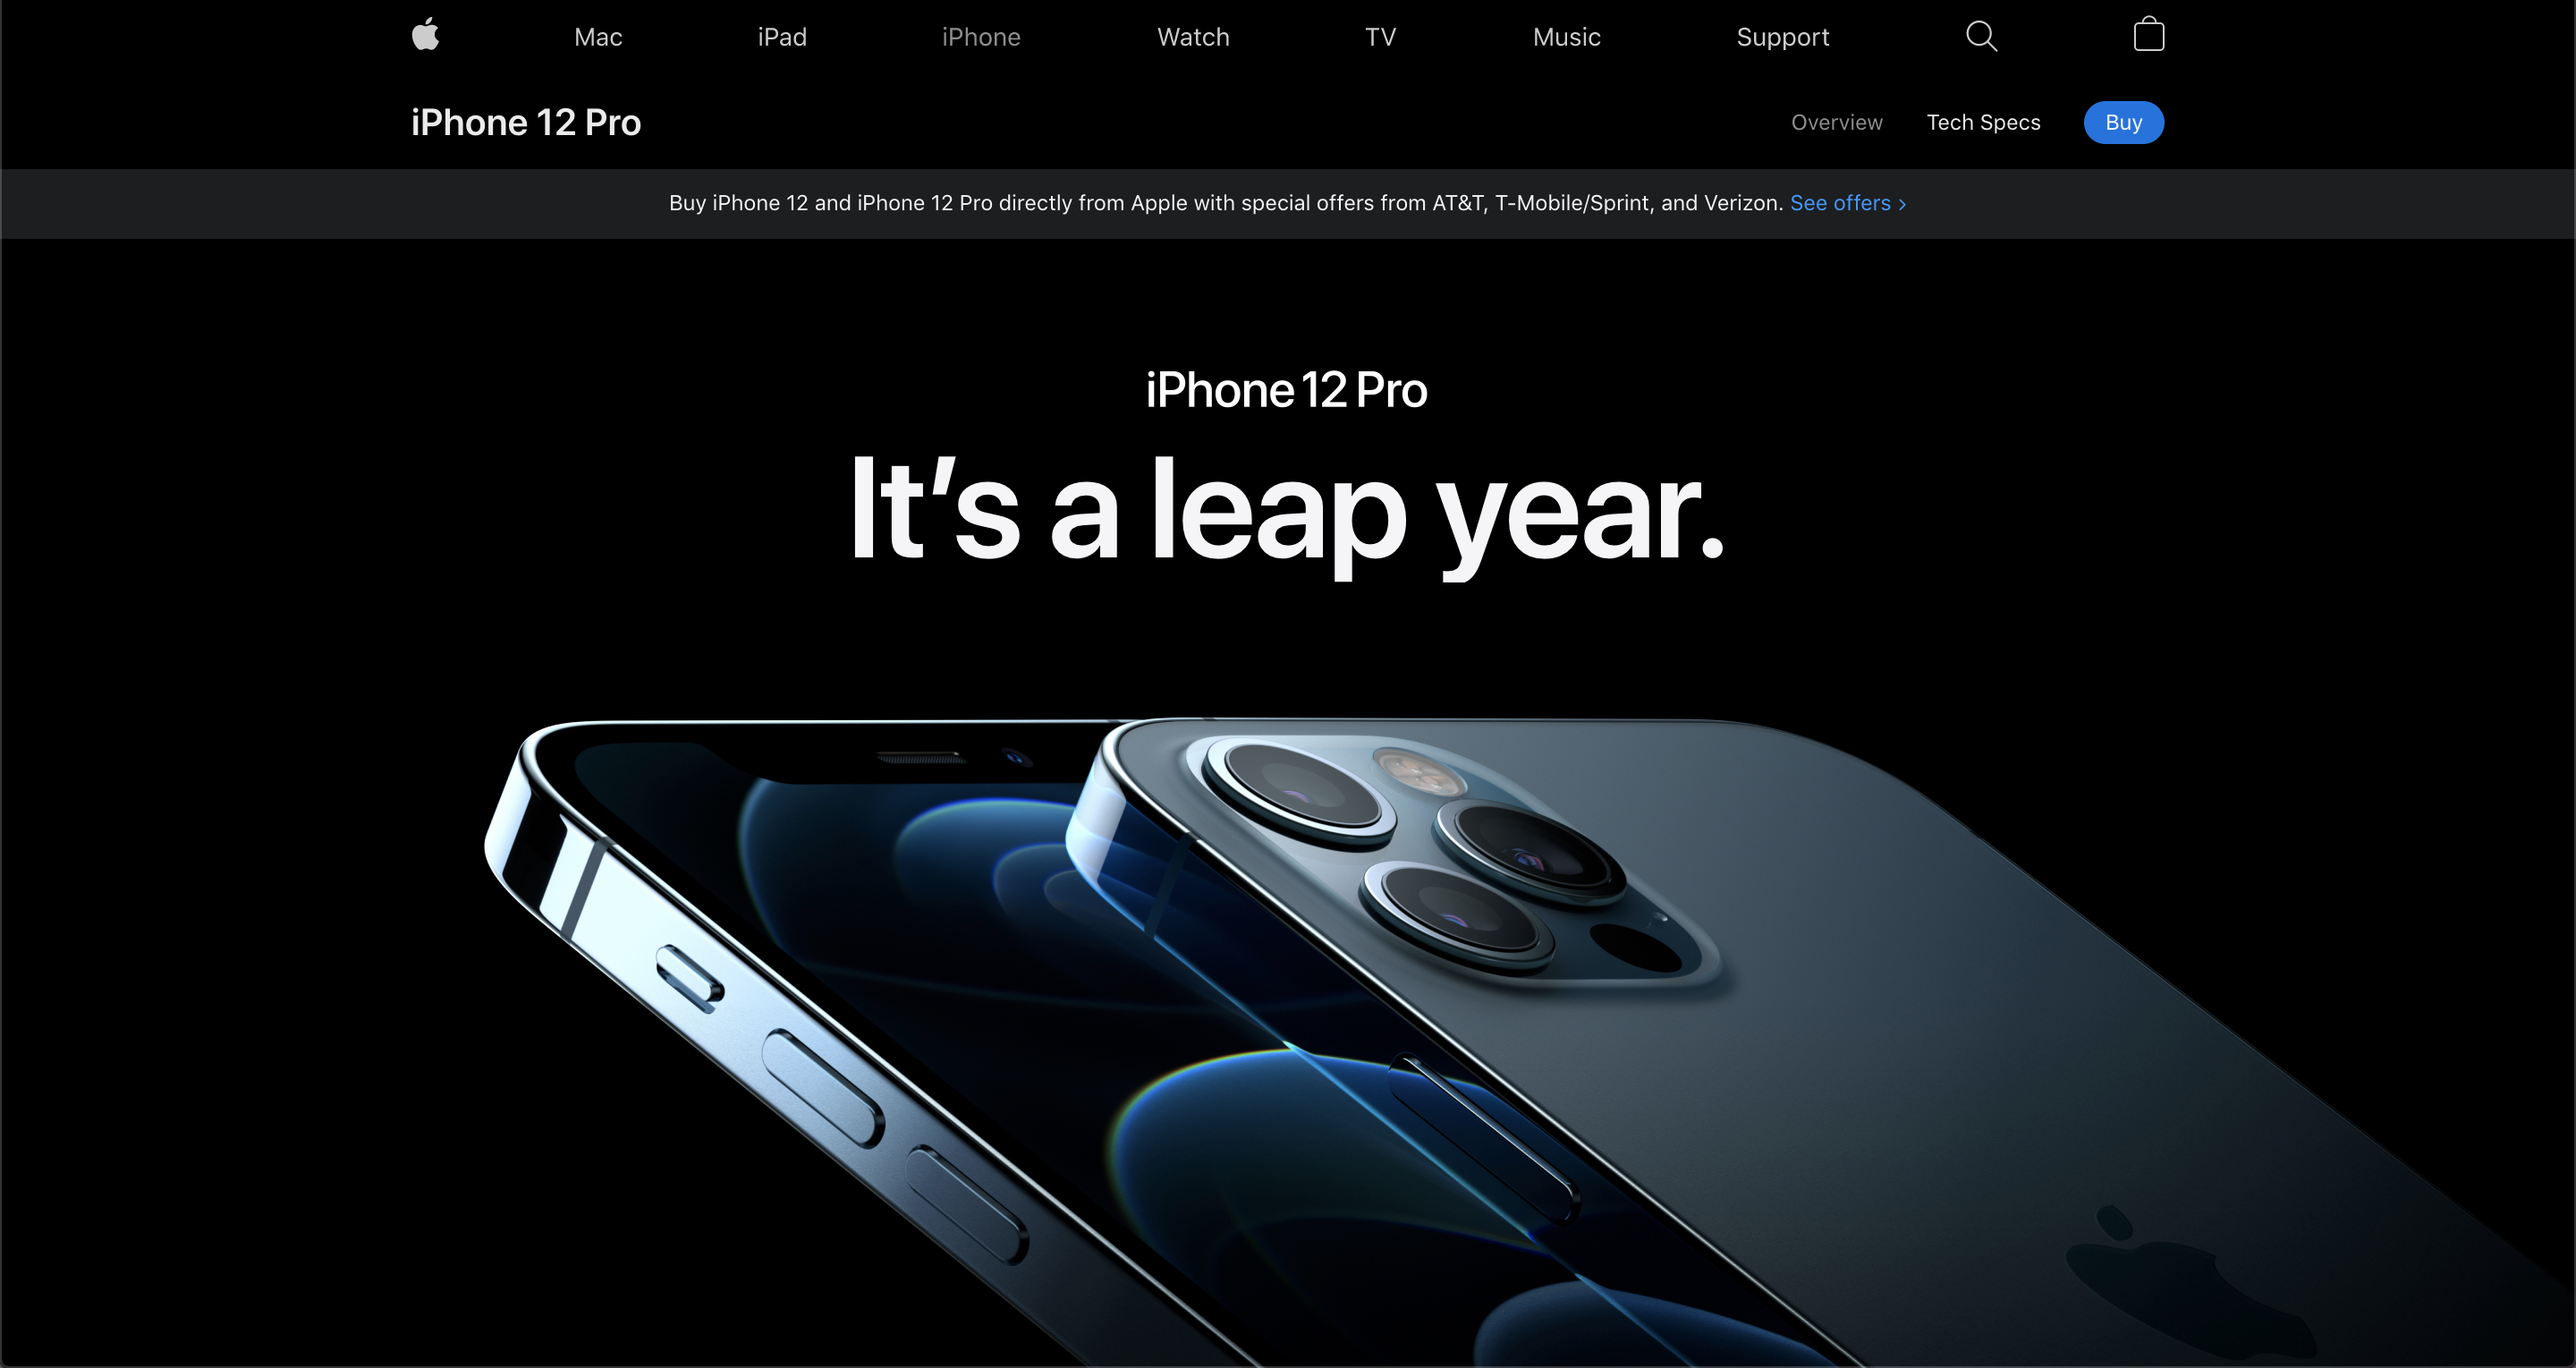 Mac iPad iPhone Watch TV Music Support
iPhone 12 Pro
Overview Tech Specs Buy
Buy iPhone 12 and iPhone 12 Pro directly from Apple with special offers from AT&T, T-Mobile/Sprint, and Verizon. See offers >
iPhone 12 Pro
It’s a leap year.